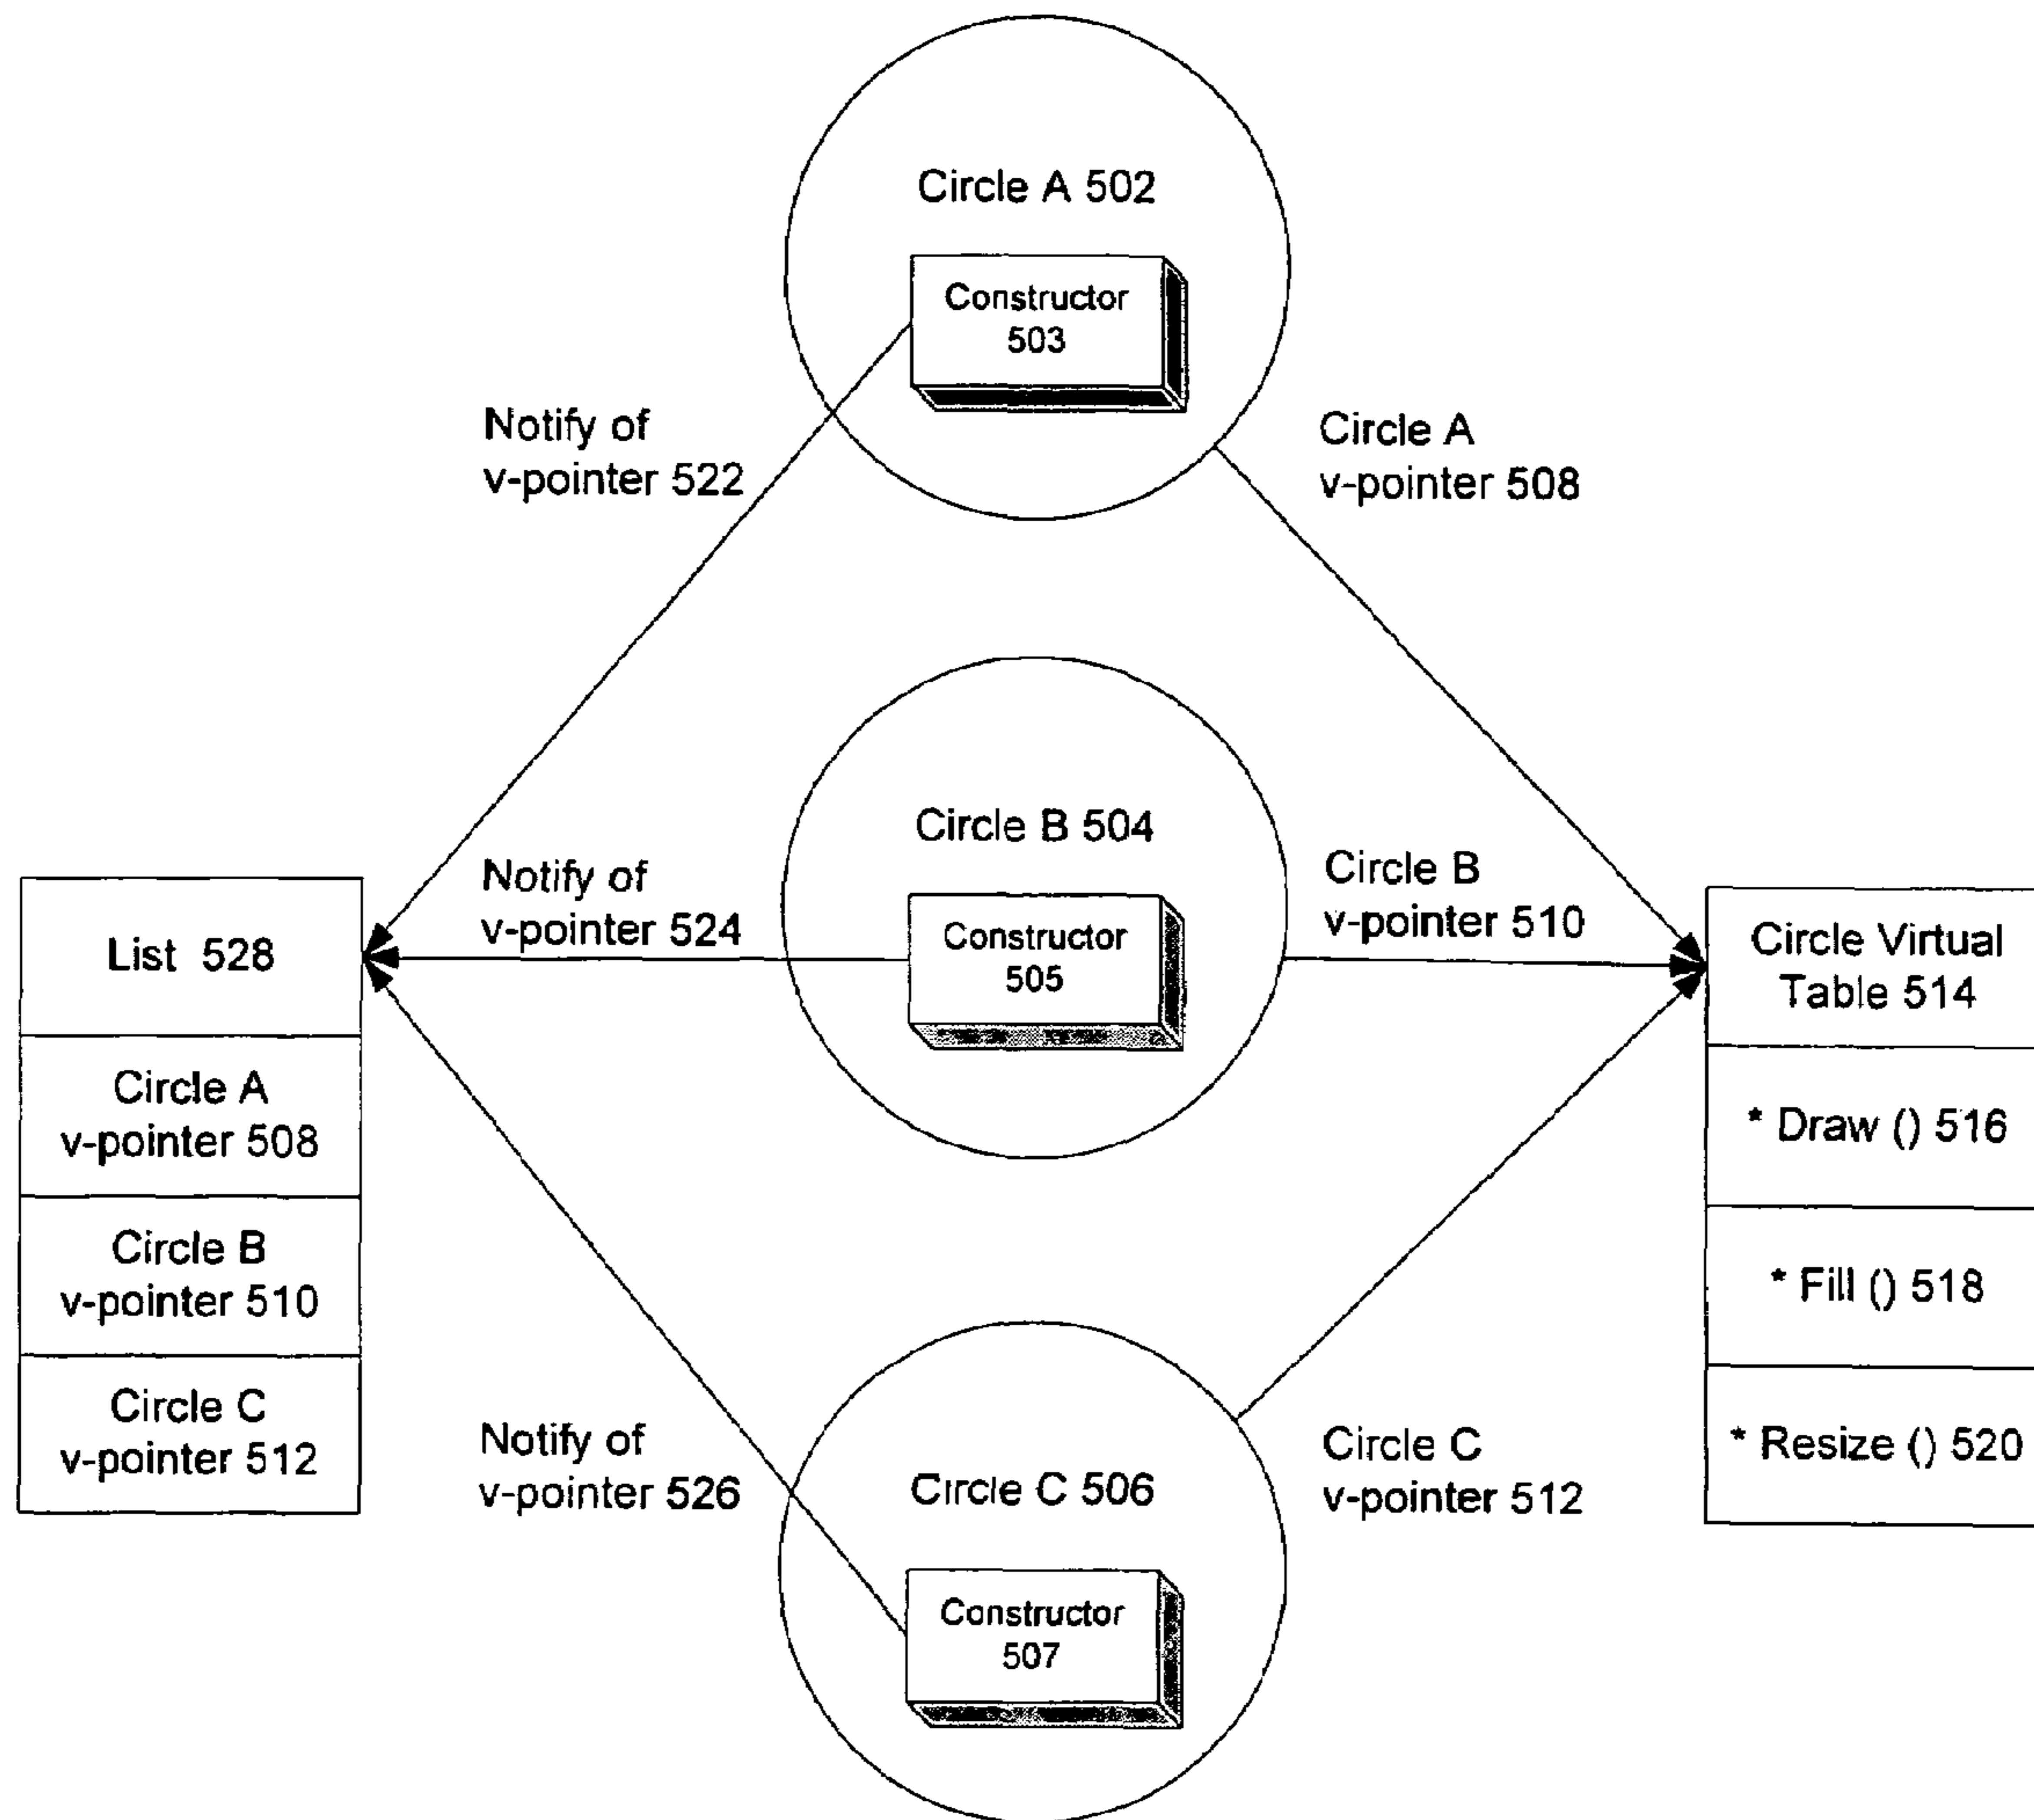 Circle A 502
Constructor
503
Notify of
v-pointer 522
Circle A
v-pointer 508
Circle B 504
Constructor
505
Notify of
v-pointer 524
Circle B
v-pointer 510
List 528
Circle A
v-pointer 508
Circle B
v-pointer 510
Circle C
v-pointer 512
Circle Virtual
Table 514
* Draw () 516
* Fill () 518
* Resize () 520
Notify of
v-pointer 526
Circle C 506
Constructor
507
Circle C
v-pointer 512